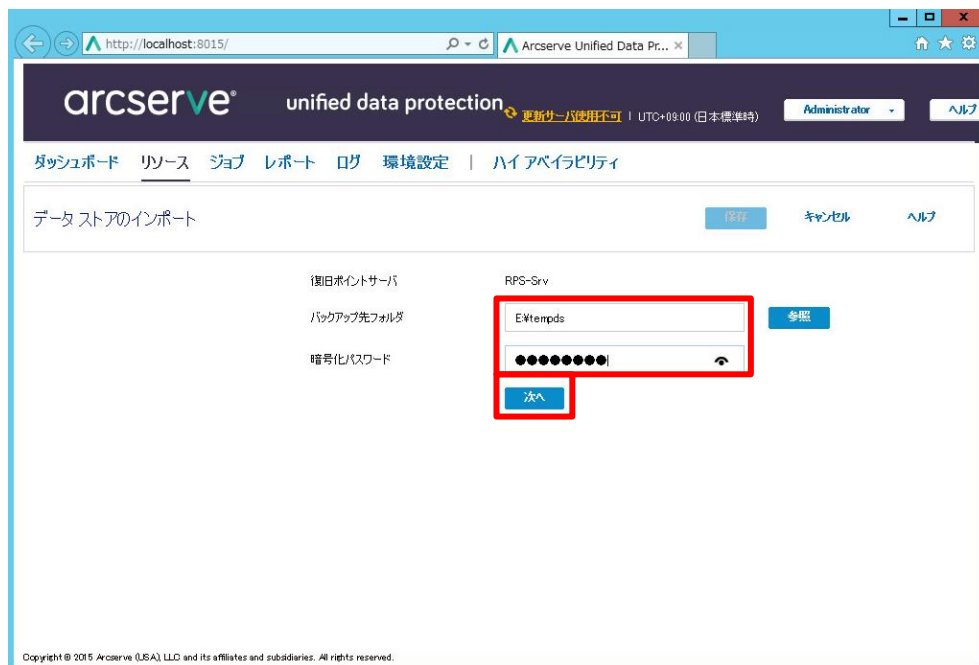 http://localhost:8015/
Arcserve Unified Data Pr...
arcserve® unified data protection 更新サーバ使用不可 | UTC+09:00 (日本標準時) Administrator ヘルプ
ダッシュボード リソース ジョブ レポート ログ 環境設定 | ハイ アベイラビリティ
データ ストアのインポート 保存 キャンセル ヘルプ
復旧ポイントサーバ RPS-Srv
バックアップ先フォルダ E:¥tempds 参照
暗号化パスワード ●●●●●●●●
次へ
Copyright © 2015 Arcserve (USA), LLC and its affiliates and subsidiaries. All rights reserved.